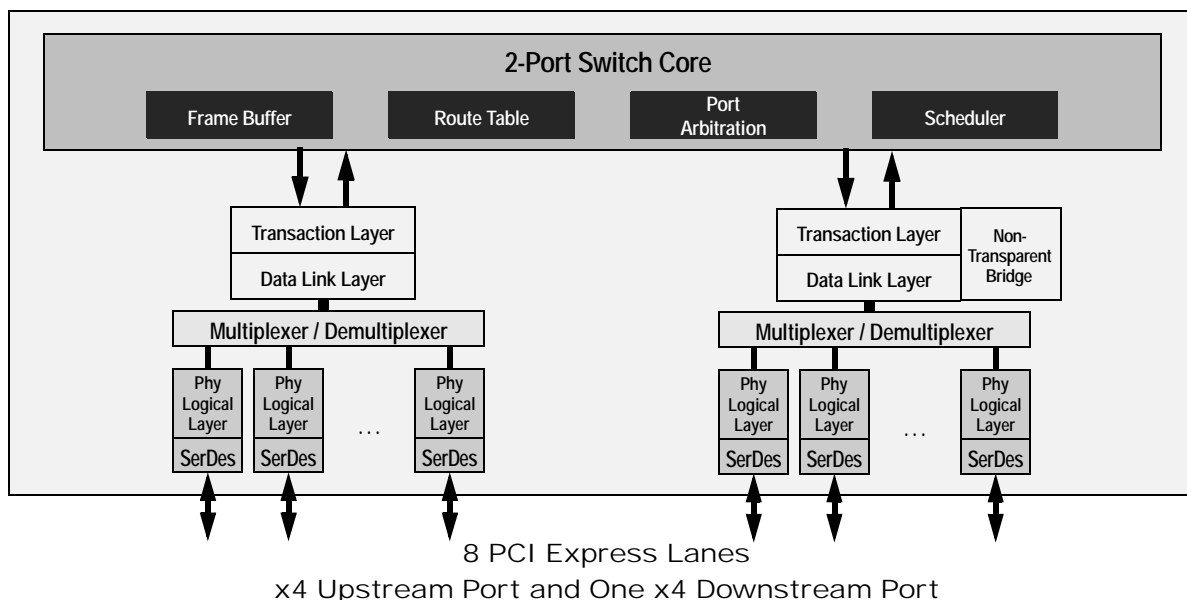 2-Port Switch Core
Frame Buffer
Route Table
Port
Arbitration
Scheduler
Transaction Layer
Data Link Layer
Multiplexer / Demultiplexer
Phy
Logical
Layer
SerDes
Phy
Logical
Layer
SerDes
...
Phy
Logical
Layer
SerDes
Transaction Layer
Data Link Layer
Non-
Transparent
Bridge
Multiplexer / Demultiplexer
Phy
Logical
Layer
SerDes
Phy
Logical
Layer
SerDes
...
Phy
Logical
Layer
SerDes
8 PCI Express Lanes
x4 Upstream Port and One x4 Downstream Port